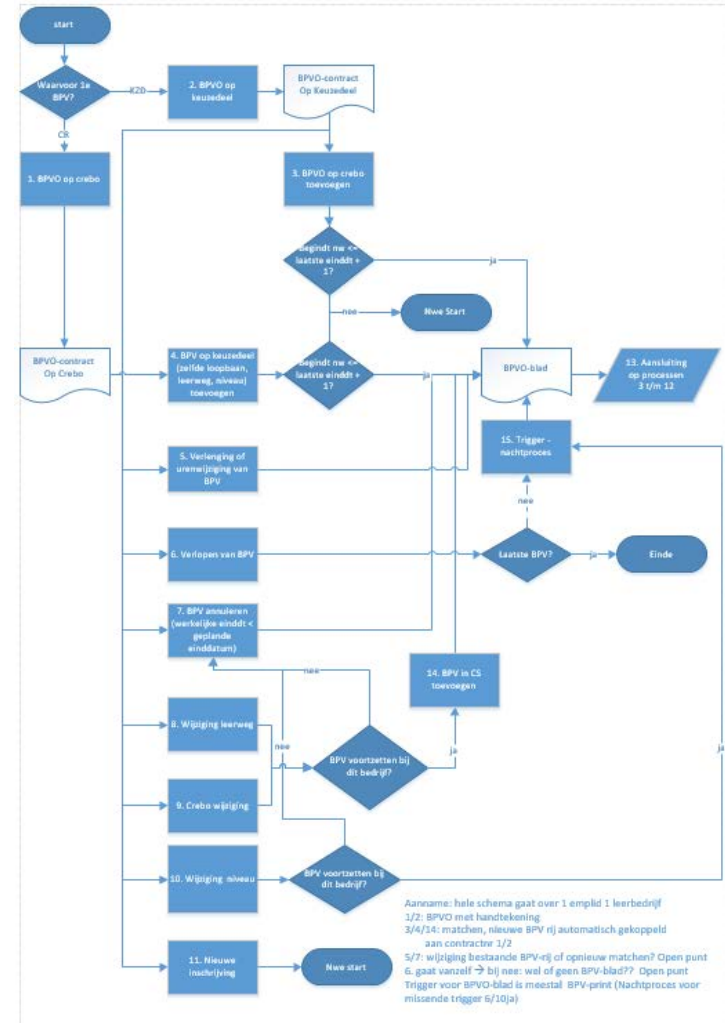 start
Waarvoor 1e
BPV?
KZD
2. BPVO op
keuzedeel
BPVO-contract
Op Keuzedeel
CR
1. BPVO op crebo
3. BPVO op crebo
toevoegen
Begindt nw <=
laatste einddt +
1?
ja
nee
Nwe Start
BPVO-contract
Op Crebo
4. BPV op keuzedeel
(zelfde loopbaan,
leerweg, niveau)
toevoegen
Begindt nw <=
laatste einddt +
1?
ja
BPVO-blad
13. Aansluiting
op processen
3 t/m 12
5. Verlenging of
urenwijziging van
BPV
15. Trigger -
nachtproces
nee
6. Verlopen van BPV
Laatste BPV?
ja
Einde
7. BPV annuleren
(werkelijke einddt <
geplande
einddatum)
nee
14. BPV in CS
toevoegen
8. Wijziging leerweg
nee
BPV voortzetten bij
dit bedrijf?
ja
ja
9. Crebo wijziging
10. Wijziging niveau
BPV voortzetten bij
dit bedrijf?
11. Nieuwe
inschrijving
Nwe start
Aanname: hele schema gaat over 1 emplid 1 leerbedrijf
1/2: BPVO met handtekening
3/4/14: matchen, nieuwe BPV rij automatisch gekoppeld
aan contractnr 1/2
5/7: wijziging bestaande BPV-rij of opnieuw matchen? Open punt
6. gaat vanzelf → bij nee: wel of geen BPV-blad?? Open punt
Trigger voor BPVO-blad is meestal BPV-print (Nachtproces voor
missende trigger 6/10ja)